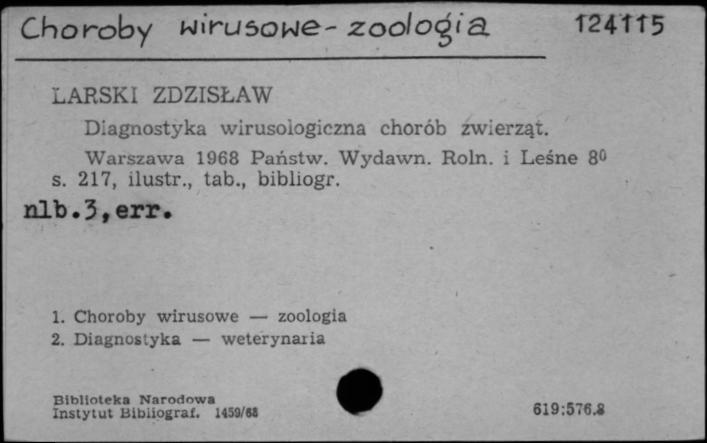 Choroby wirusowe - zoologia 124115
LARSKI ZDZISŁAW
Diagnostyka wirusologiczna chorób zwierząt.
Warszawa 1968 Państw. Wydawn. Roln. i Leśne 8⁰
s. 217, ilustr., tab., bibliogr.
nlb.3,err.
1. Choroby wirusowe — zoologia
2. Diagnostyka — weterynaria
Biblioteka Narodowa
Instytut Bibliograf. 1459/68
619:576.8